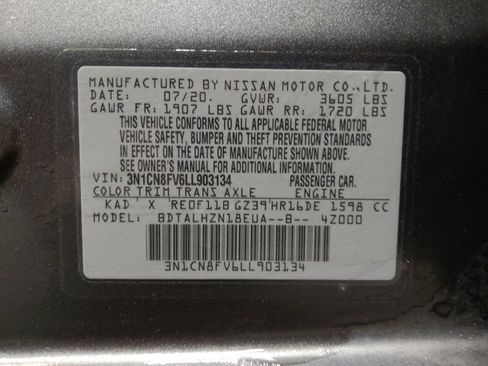 MANUFACTURED BY NISSAN MOTOR CO., LTD.
DATE: 07/20. GVWR: 3605 LBS
GAWR FR: 1907 LBS GAWR RR: 1720 LBS
THIS VEHICLE CONFORMS TO ALL APPLICABLE FEDERAL MOTOR
VEHICLE SAFETY, BUMPER AND THEFT PREVENTION STANDARDS
IN EFFECT ON THE DATE OF MANUFACTURE SHOWN ABOVE.
SEE OWNER'S MANUAL FOR ADDITIONAL INFORMATION.
VIN: 3N1CN8FV6LL903134 PASSENGER CAR.
COLOR TRIM TRANS AXLE ENGINE
KAD X RE0F11B GZ39 HR16DE 1598 CC
MODEL: BDTALHZN18EUA--B-- 4Z000
3N1CN8FV6LL903134